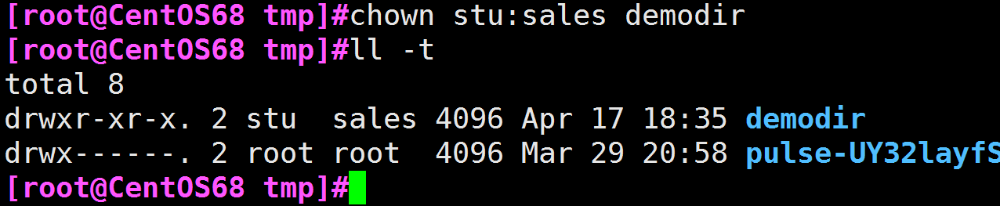 [root@CentOS68 tmp]#chown stu:sales demodir
[root@CentOS68 tmp]#ll -t
total 8
drwxr-xr-x. 2 stu  sales 4096 Apr 17 18:35 demodir
drwx------. 2 root root  4096 Mar 29 20:58 pulse-UY32layfS
[root@CentOS68 tmp]#